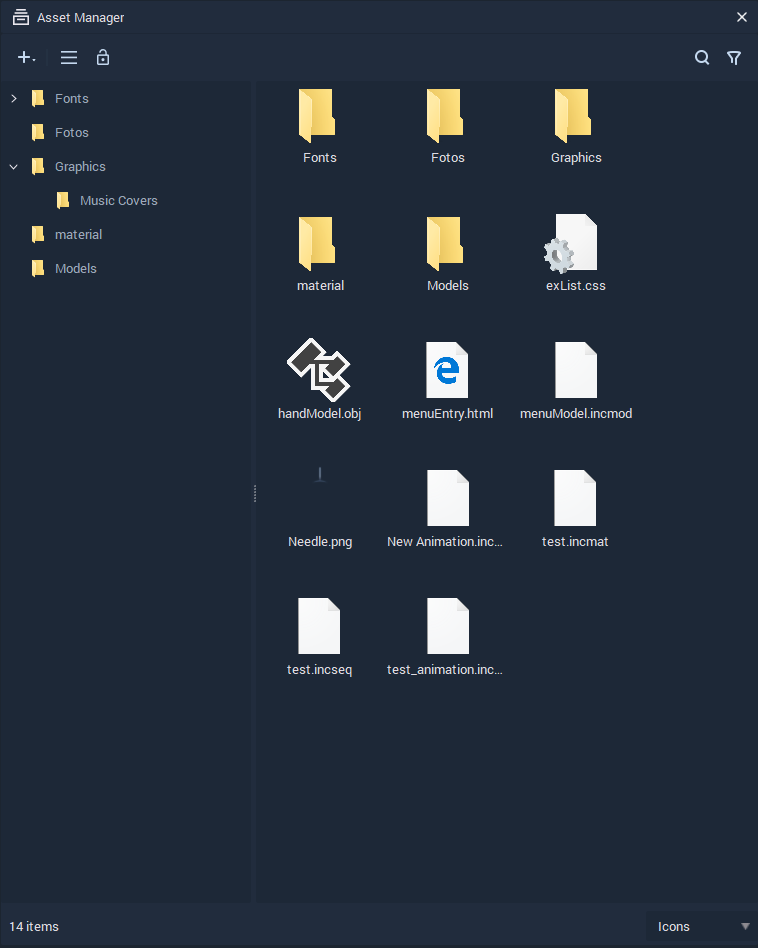 Asset Manager
Fonts
Fotos
Graphics
Music Covers
material
Models
Fonts
Fotos
Graphics
material
Models
exList.css
handModel.obj
menuEntry.html
menuModel.incmod
Needle.png
New Animation.inc...
test.incmat
test.incseq
test_animation.inc...
14 items
Icons